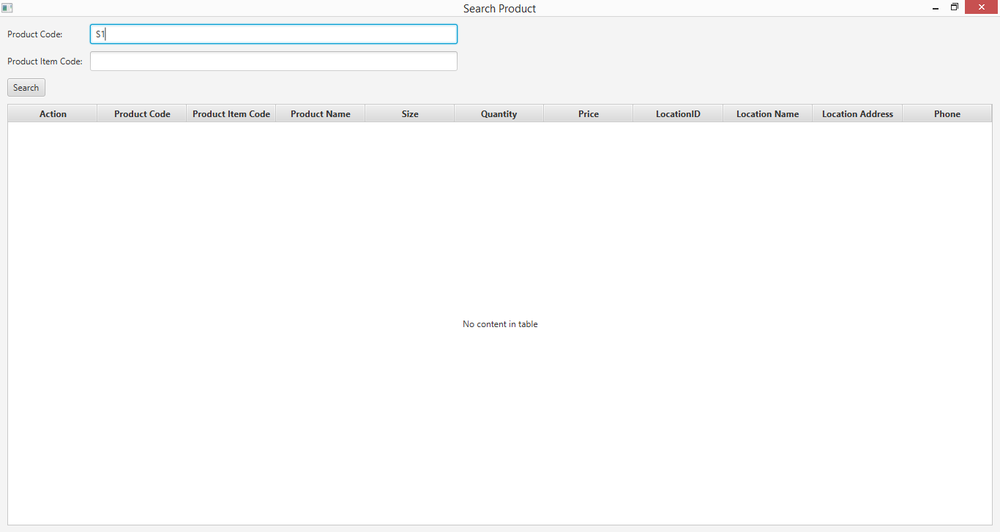 Search Product
Product Code: S1
Product Item Code:
Search
Action Product Code Product Item Code Product Name Size Quantity Price LocationID Location Name Location Address Phone
No content in table